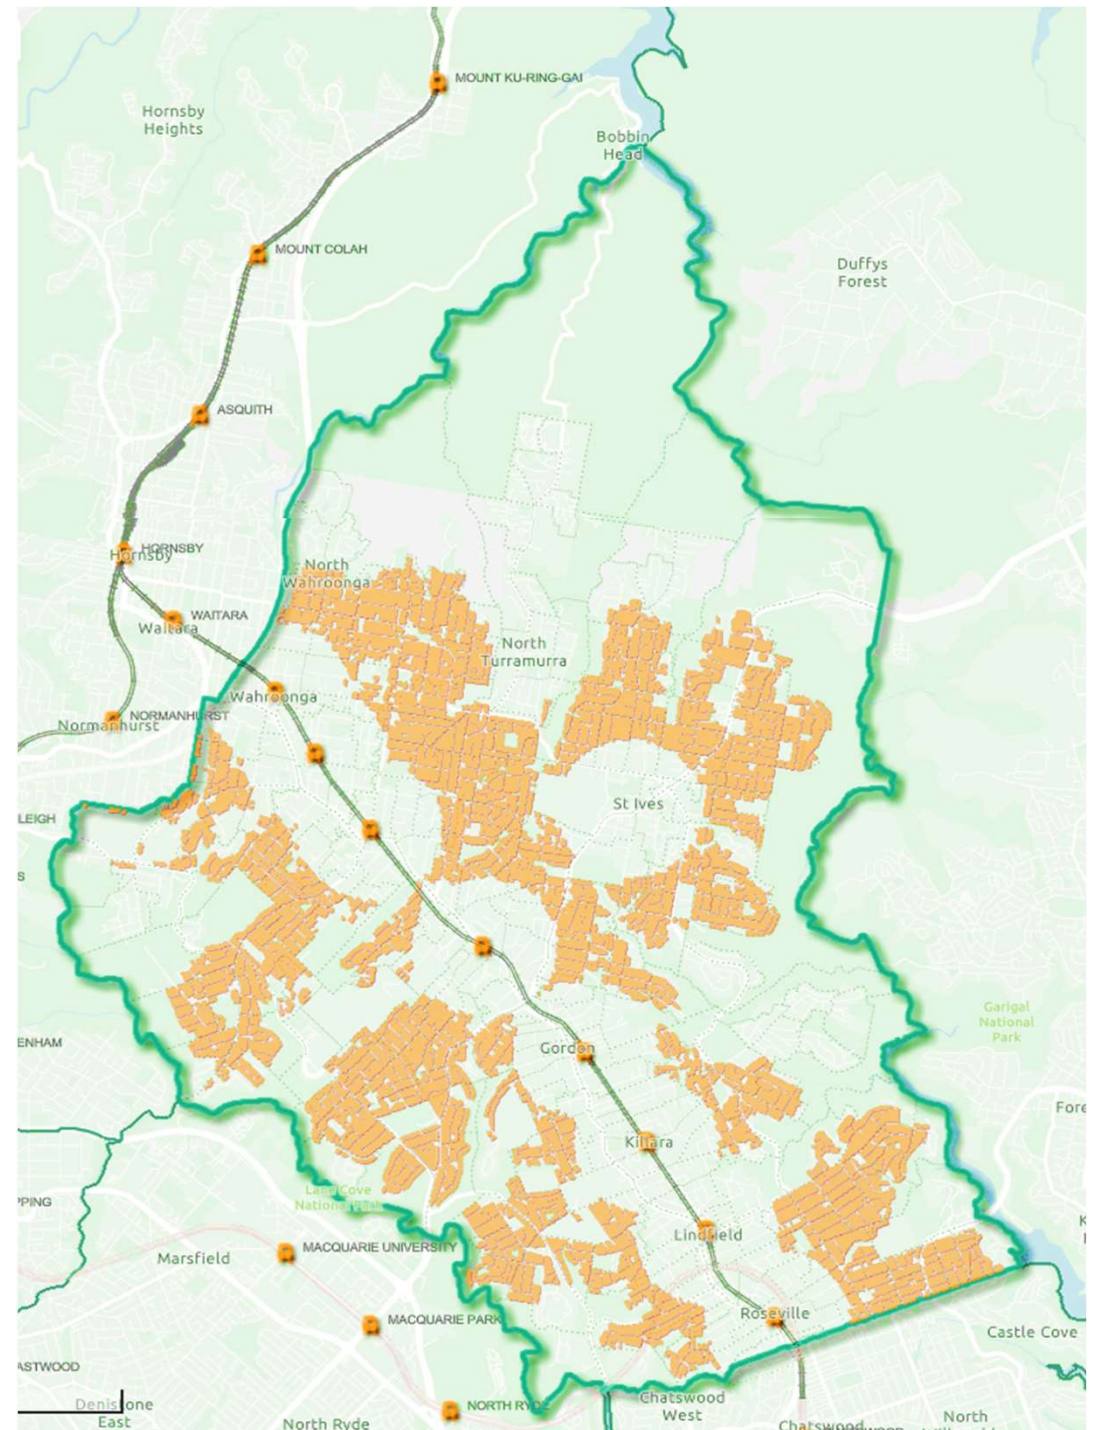 MOUNT KU-RING-GAI
Hornsby
Heights
Bobbin
Head
MOUNT COLAH
Duffys
Forest
ASQUITH
HORNSBY
Hornsby
North
Wahroonga
WAITARA
Waitara
North
Turramurra
Wahroonga
NORMANHURST
Normanhurst
St Ives
LEIGH
S
Garigal
National
Park
ENHAM
Gordon
Fore
Killara
Lane Cove
National Park
PPING
K
Lindfield
MACQUARIE UNIVERSITY
Marsfield
Roseville
MACQUARIE PARK
Castle Cove
ASTWOOD
Denistone
East
NORTH RYDE
North Ryde
Chatswood
West
Chatswood
North